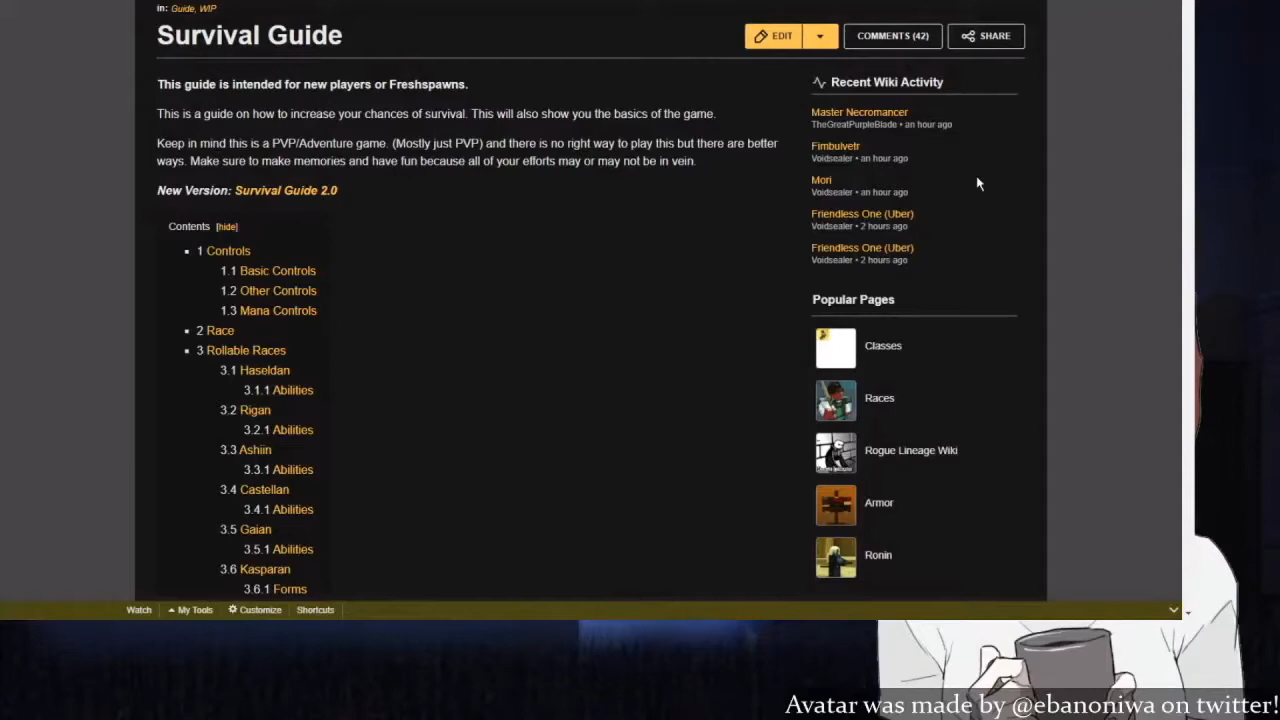 in: Guide, WIP
Survival Guide
EDIT
COMMENTS (42)
SHARE
This guide is intended for new players or Freshspawns.
This is a guide on how to increase your chances of survival. This will also show you the basics of the game.
Keep in mind this is a PVP/Adventure game. (Mostly just PVP) and there is no right way to play this but there are better
ways. Make sure to make memories and have fun because all of your efforts may or may not be in vein.
New Version: Survival Guide 2.0
Contents [hide]
1 Controls
1.1 Basic Controls
1.2 Other Controls
1.3 Mana Controls
2 Race
3 Rollable Races
3.1 Haseldan
3.1.1 Abilities
3.2 Rigan
3.2.1 Abilities
3.3 Ashiin
3.3.1 Abilities
3.4 Castellan
3.4.1 Abilities
3.5 Gaian
3.5.1 Abilities
3.6 Kasparan
3.6.1 Forms
Recent Wiki Activity
Master Necromancer
TheGreatPurpleBlade • an hour ago
Fimbulvetr
Voidsealer • an hour ago
Mori
Voidsealer • an hour ago
Friendless One (Uber)
Voidsealer • 2 hours ago
Friendless One (Uber)
Voidsealer • 2 hours ago
Popular Pages
Classes
Races
Rogue Lineage Wiki
Armor
Ronin
Watch
My Tools
Customize
Shortcuts
Avatar was made by @ebanoniwa on twitter!